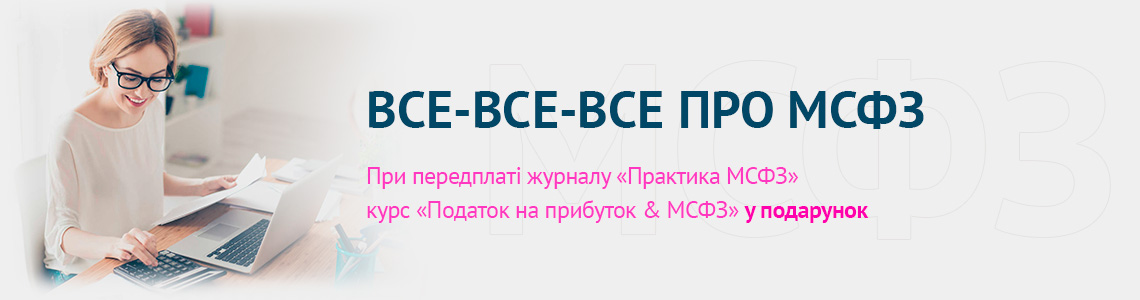 ВСЕ-ВСЕ-ВСЕ ПРО МСФЗ
МСФЗ
При передплаті журналу «Практика МСФЗ»
курс «Податок на прибуток & МСФЗ» у подарунок